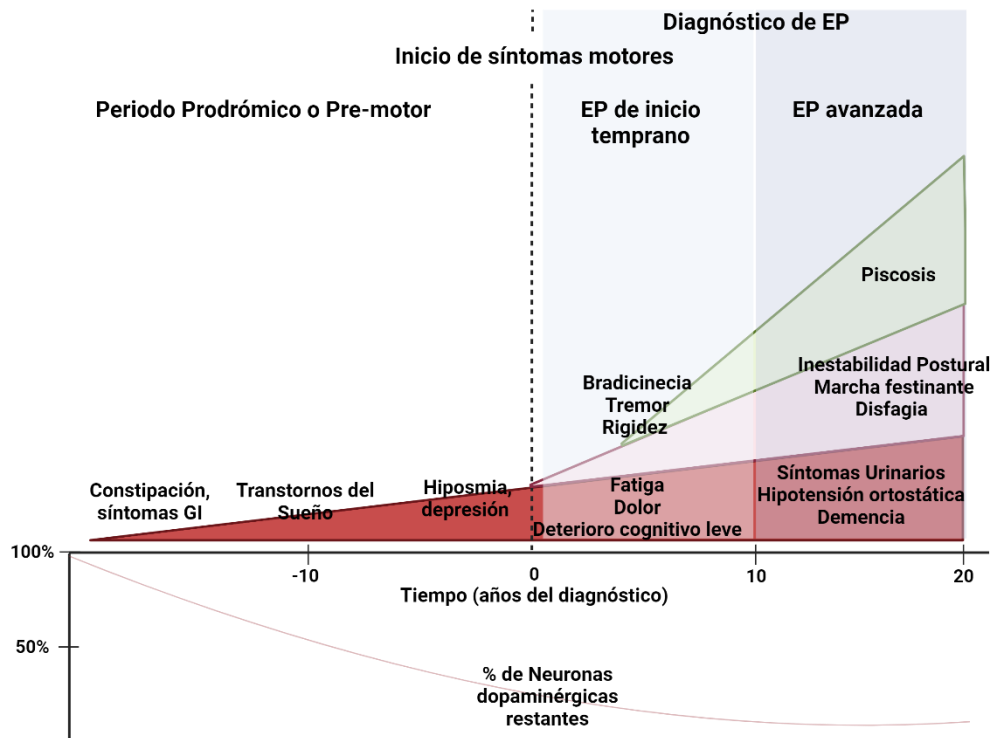 Diagnóstico de EP
Inicio de síntomas motores
Periodo Prodrómico o Pre-motor
EP de inicio
temprano
EP avanzada
Piscosis
Bradicinecia
Tremor
Rigidez
Inestabilidad Postural
Marcha festinante
Disfagia
Constipación,
síntomas GI
Transtornos del
Sueño
Hiposmia,
depresión
Fatiga
Dolor
Deterioro cognitivo leve
Síntomas Urinarios
Hipotensión ortostática
Demencia
100%
-10
0
10
20
Tiempo (años del diagnóstico)
50%
% de Neuronas
dopaminérgicas
restantes